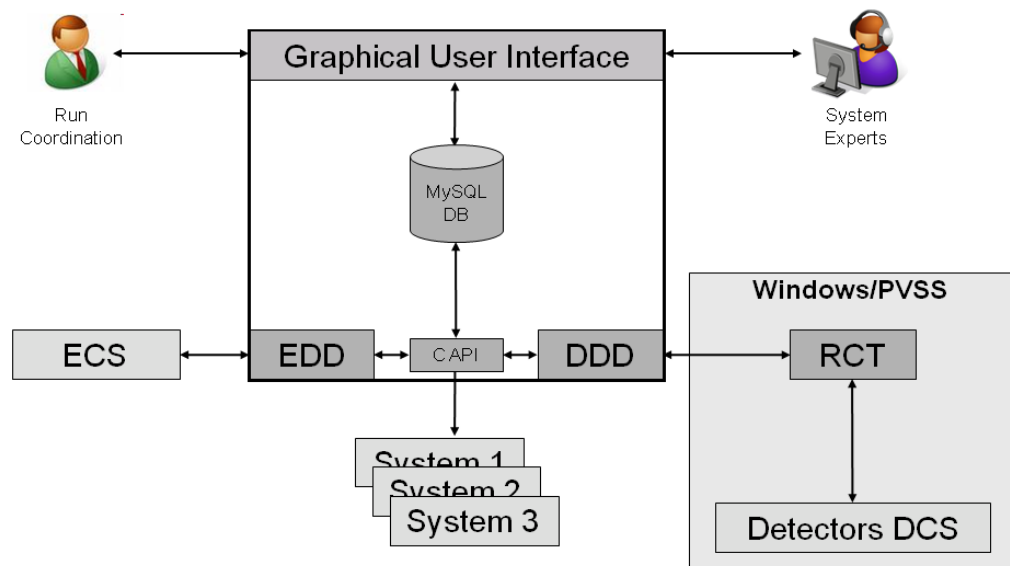 Graphical User Interface
Run
Coordination
System
Experts
MySQL
DB
Windows/PVSS
ECS
EDD
C API
DDD
RCT
System 1
System 2
System 3
Detectors DCS